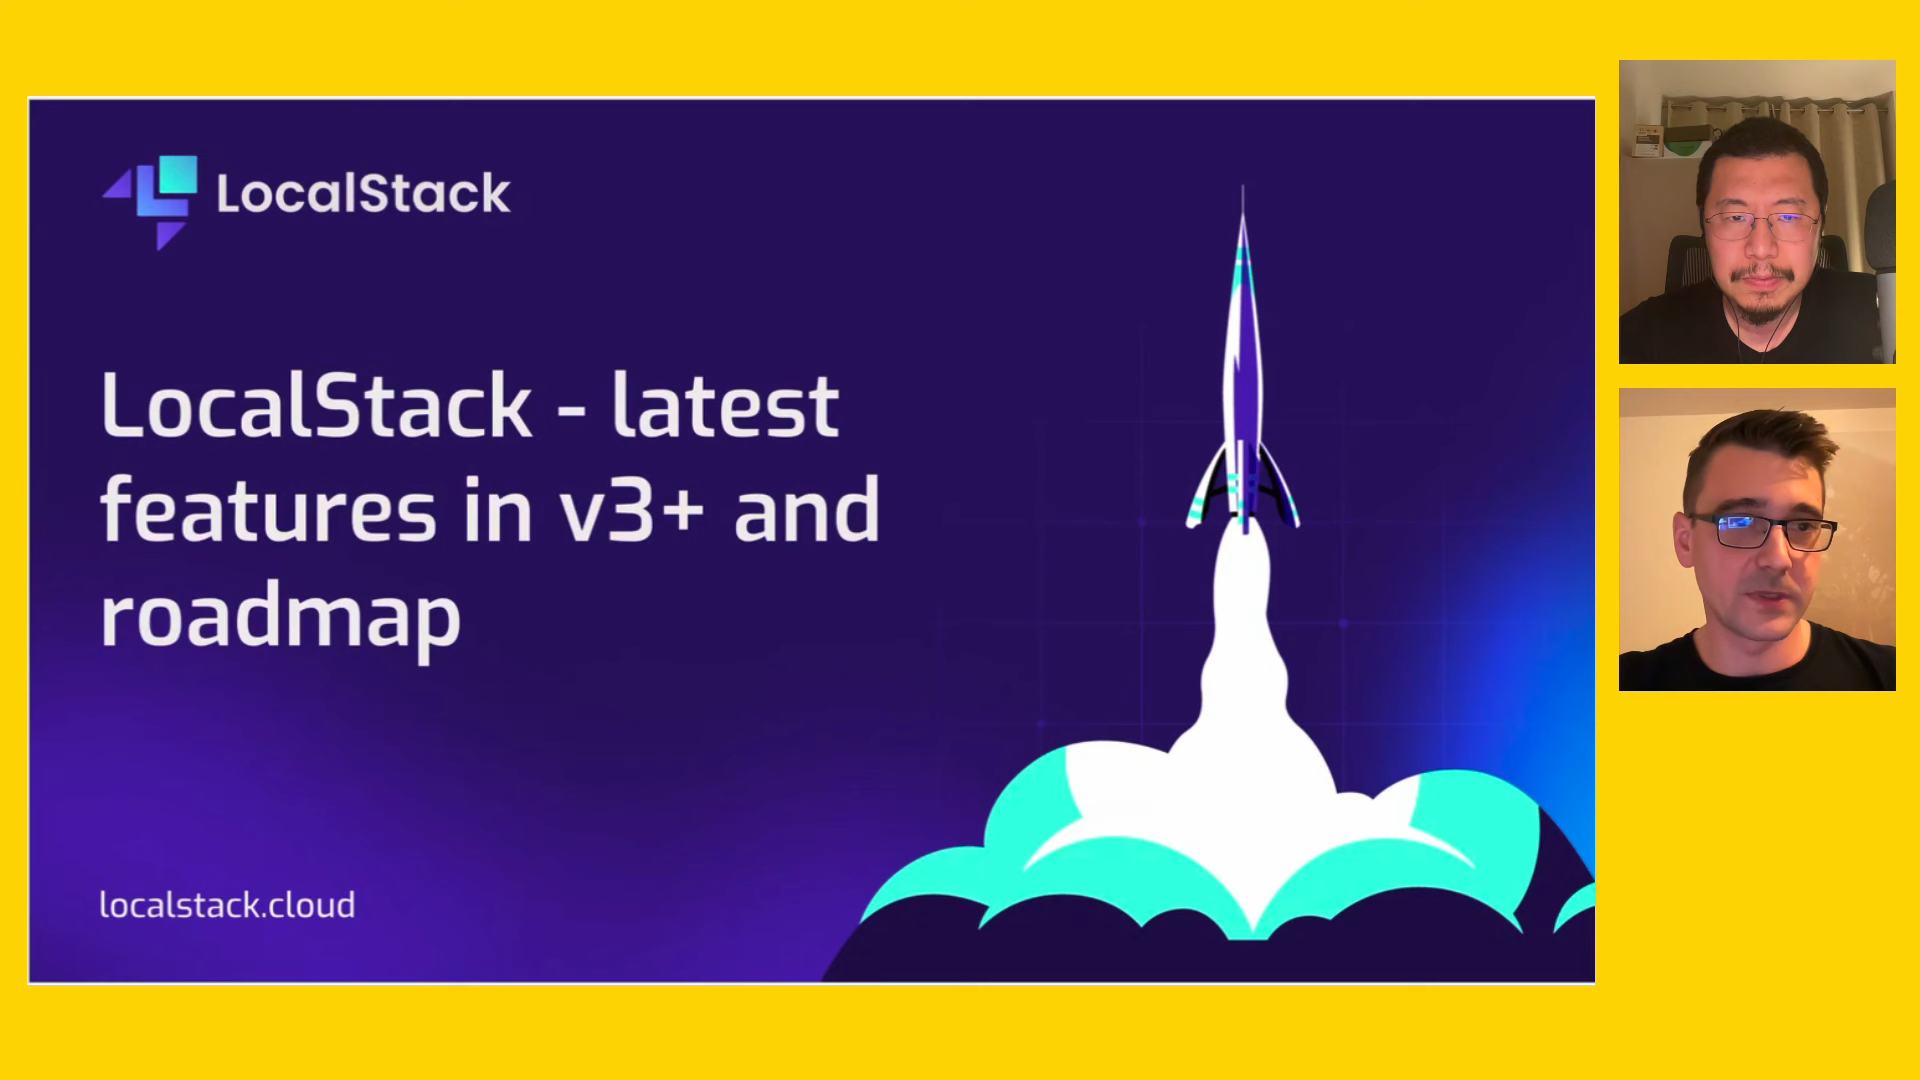 LocalStack
LocalStack - latest
features in v3+ and
roadmap
localstack.cloud